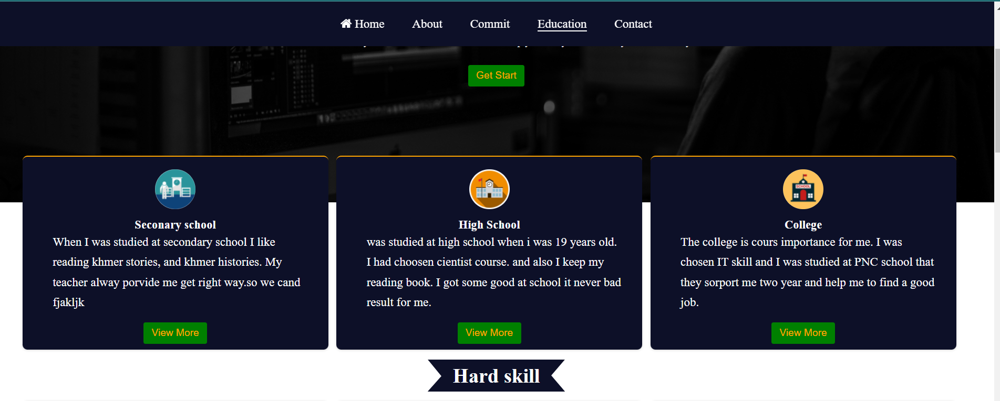 Home About Commit Education Contact
Get Start
SCHOOL
Seconary school
When I was studied at secondary school I like
reading khmer stories, and khmer histories. My
teacher alway porvide me get right way.so we cand
fjakljk
View More
High School
was studied at high school when i was 19 years old.
I had choosen cientist course. and also I keep my
reading book. I got some good at school it never bad
result for me.
View More
College
The college is cours importance for me. I was
chosen IT skill and I was studied at PNC school that
they sorport me two year and help me to find a good
job.
View More
Hard skill